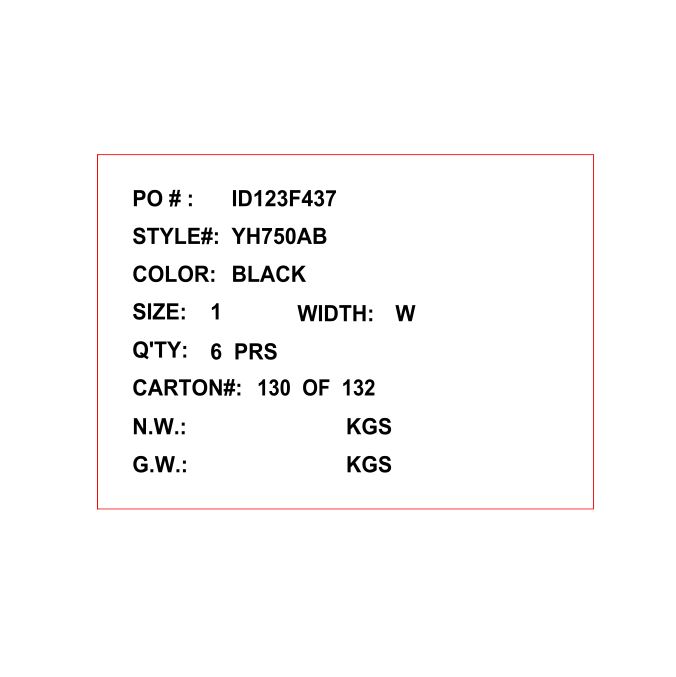 PO # : ID123F437
STYLE#: YH750AB
COLOR: BLACK
SIZE: 1 WIDTH: W
Q'TY: 6 PRS
CARTON#: 130 OF 132
N.W.: KGS
G.W.: KGS